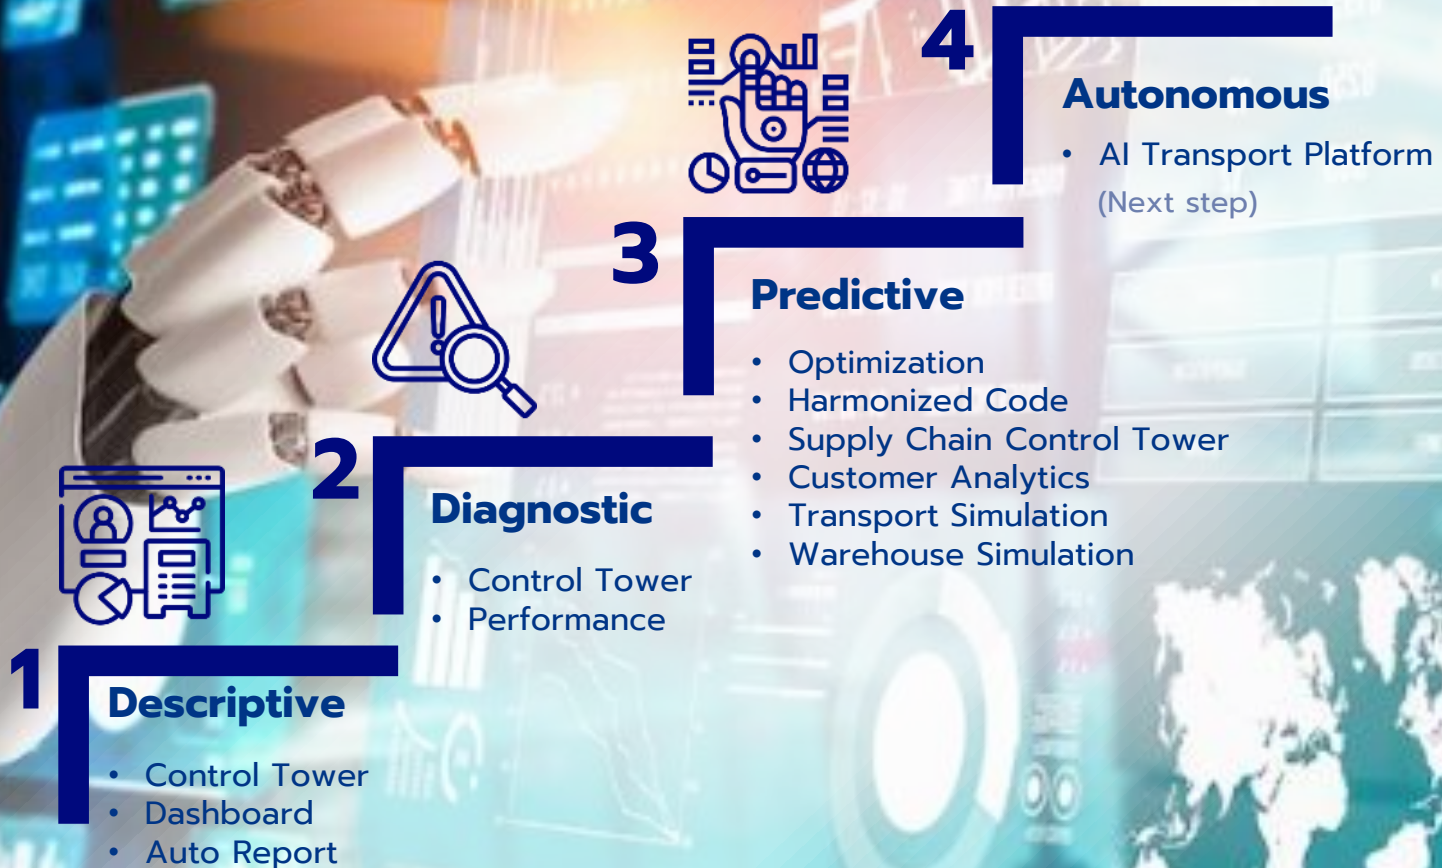 1
Descriptive
• Control Tower
• Dashboard
• Auto Report
2
Diagnostic
• Control Tower
• Performance
3
Predictive
• Optimization
• Harmonized Code
• Supply Chain Control Tower
• Customer Analytics
• Transport Simulation
• Warehouse Simulation
4
Autonomous
• AI Transport Platform
(Next step)